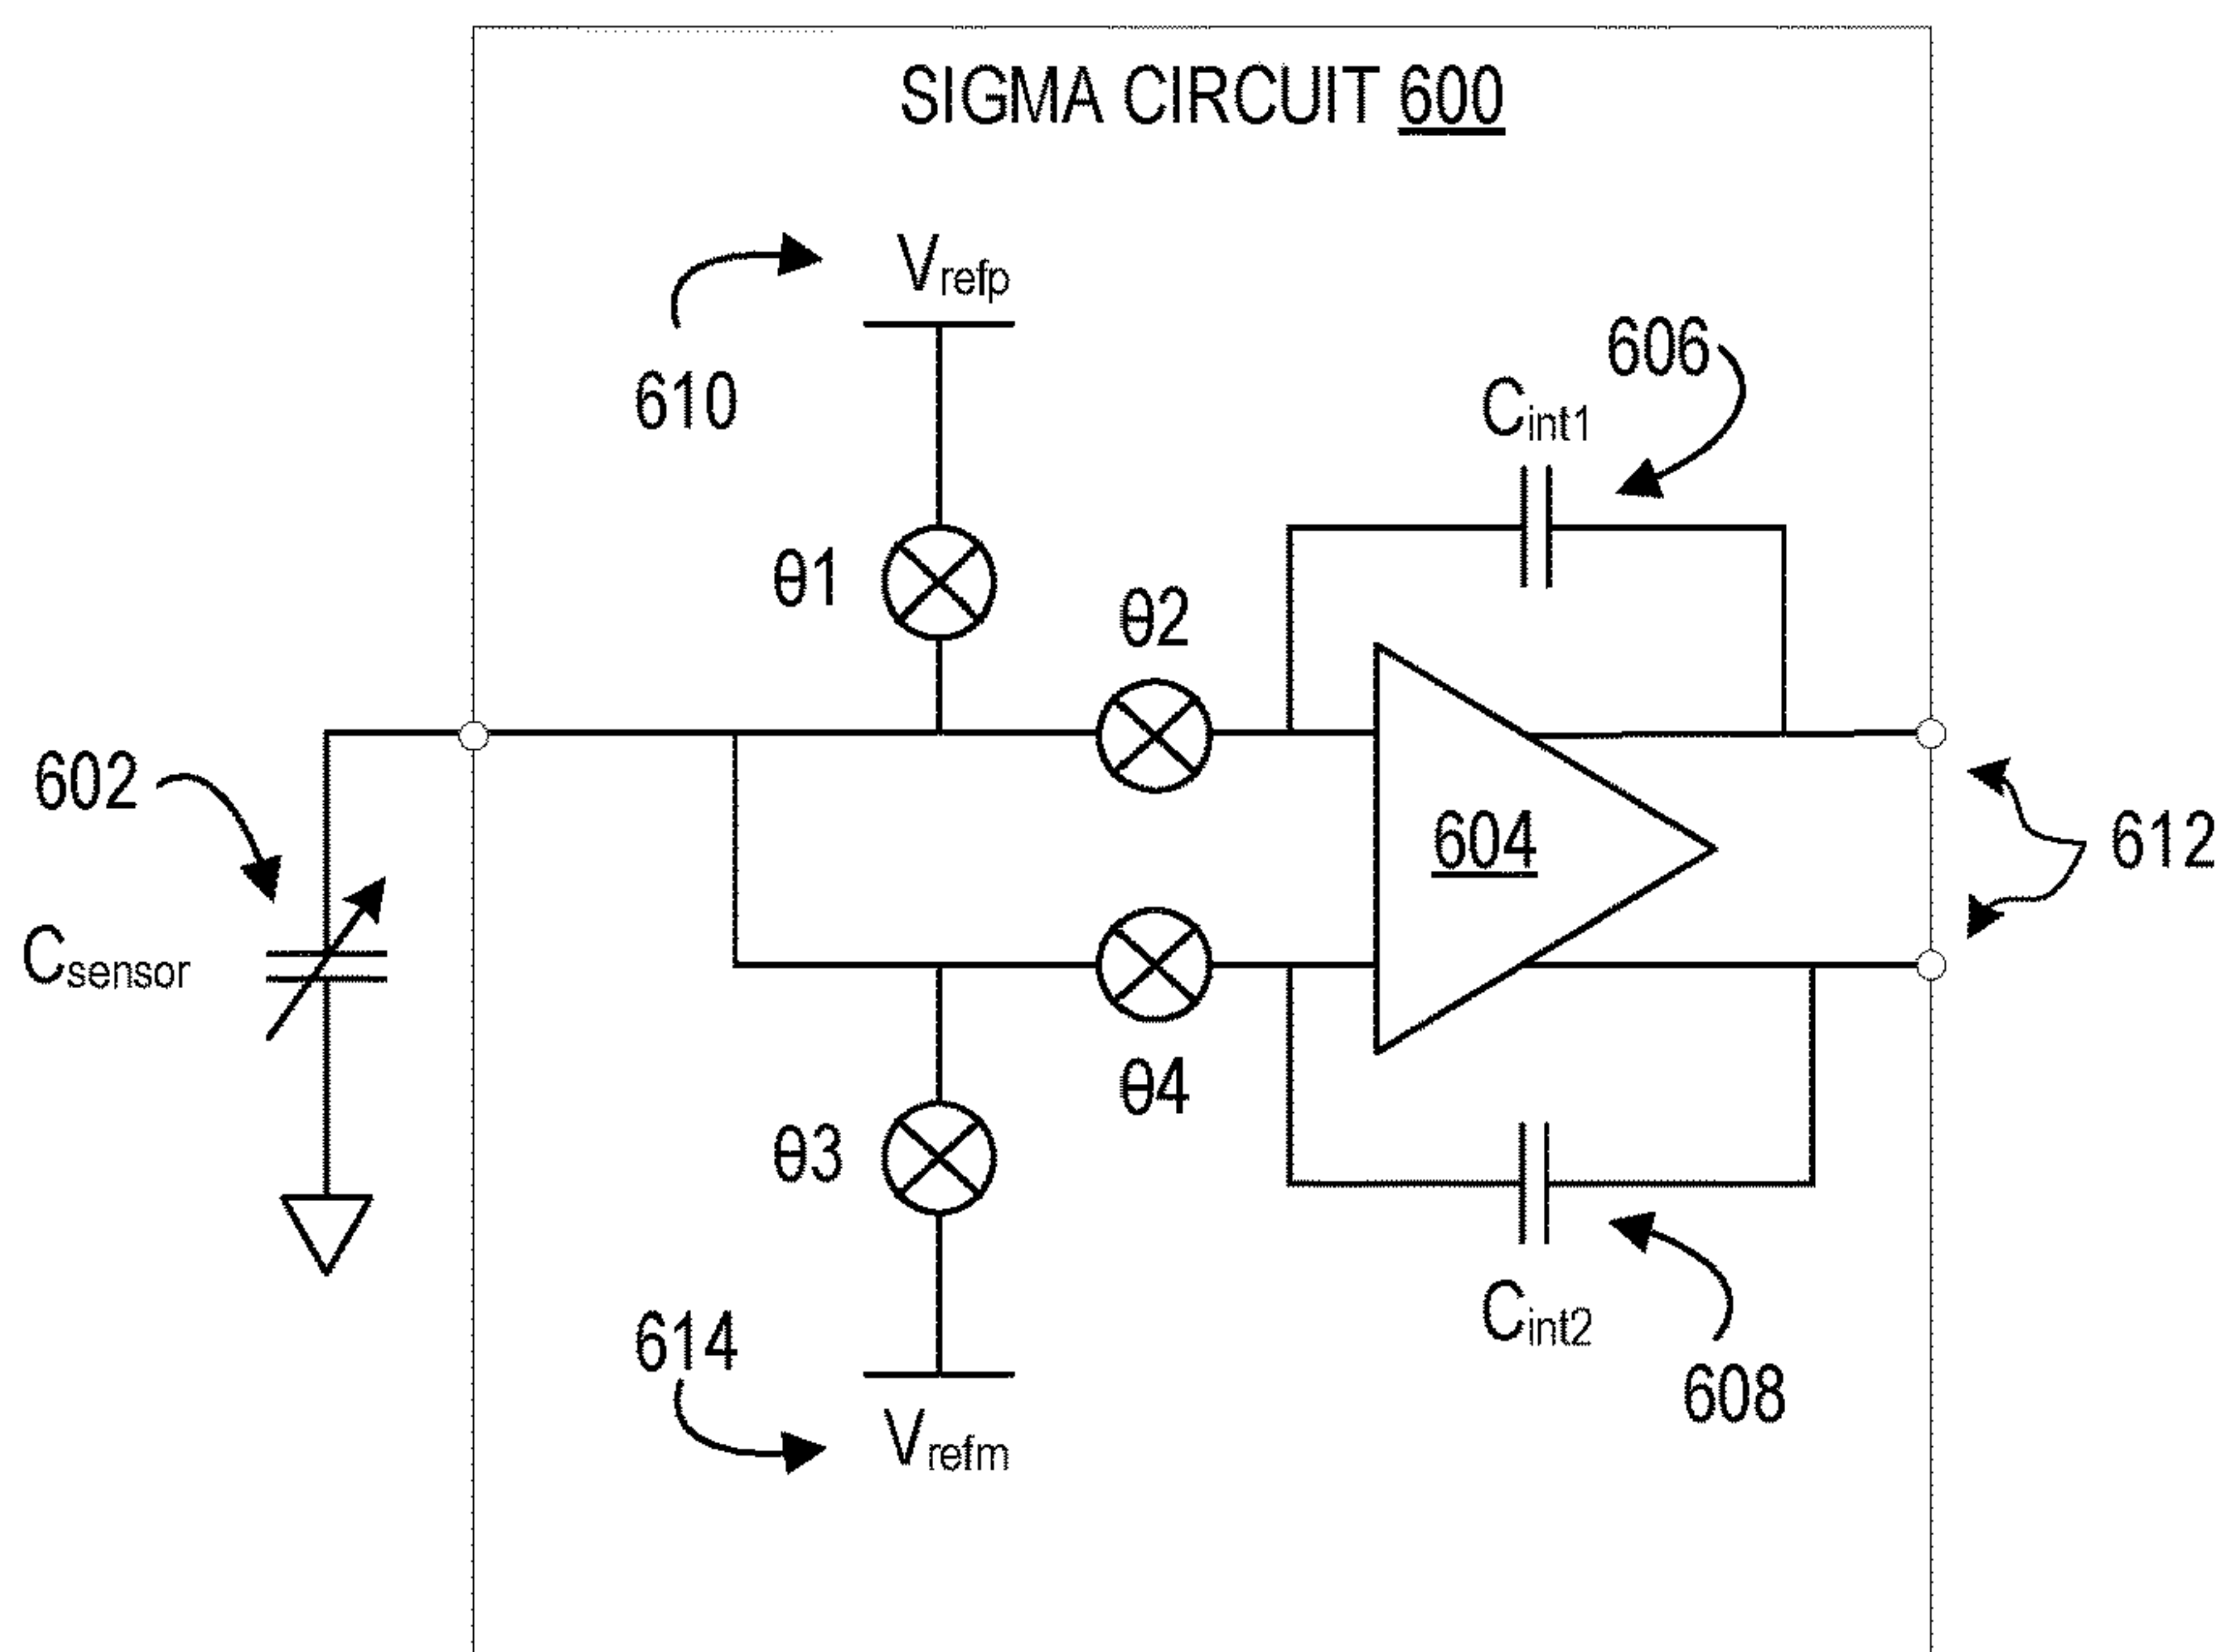 SIGMA CIRCUIT 600
Vrefp
610
606
Cint1
θ1
θ2
602
604
612
Csensor
θ4
θ3
614
Cint2
Vrefm
608